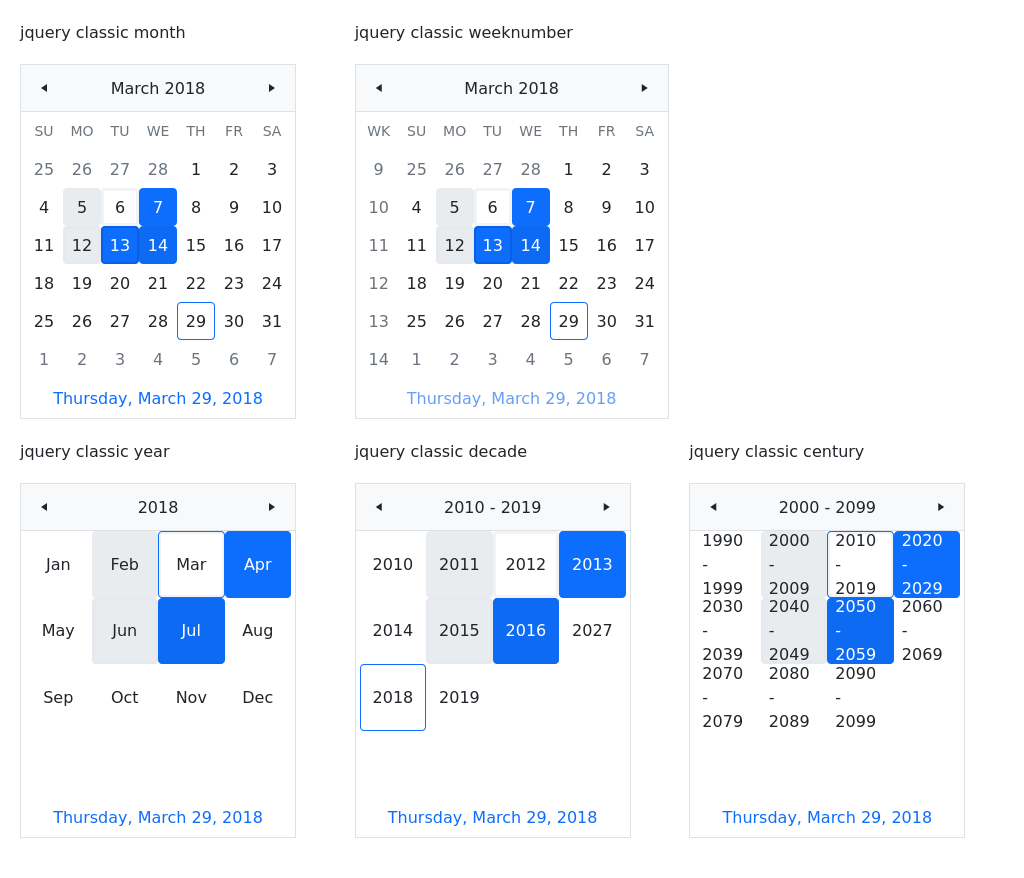 jquery classic month
March 2018
SU MO TU WE TH FR SA
25 26 27 28 1 2 3
4 5 6 7 8 9 10
11 12 13 14 15 16 17
18 19 20 21 22 23 24
25 26 27 28 29 30 31
1 2 3 4 5 6 7
Thursday, March 29, 2018
jquery classic weeknumber
March 2018
WK SU MO TU WE TH FR SA
9 25 26 27 28 1 2 3
10 4 5 6 7 8 9 10
11 11 12 13 14 15 16 17
12 18 19 20 21 22 23 24
13 25 26 27 28 29 30 31
14 1 2 3 4 5 6 7
Thursday, March 29, 2018
jquery classic year
2018
Jan Feb Mar Apr
May Jun Jul Aug
Sep Oct Nov Dec
Thursday, March 29, 2018
jquery classic decade
2010 - 2019
2010 2011 2012 2013
2014 2015 2016 2027
2018 2019
Thursday, March 29, 2018
jquery classic century
2000 - 2099
1990 2000 2010 2020
- - - -
1999 2009 2019 2029
2030 2040 2050 2060
- - - -
2039 2049 2059 2069
2070 2080 2090
- - -
2079 2089 2099
Thursday, March 29, 2018